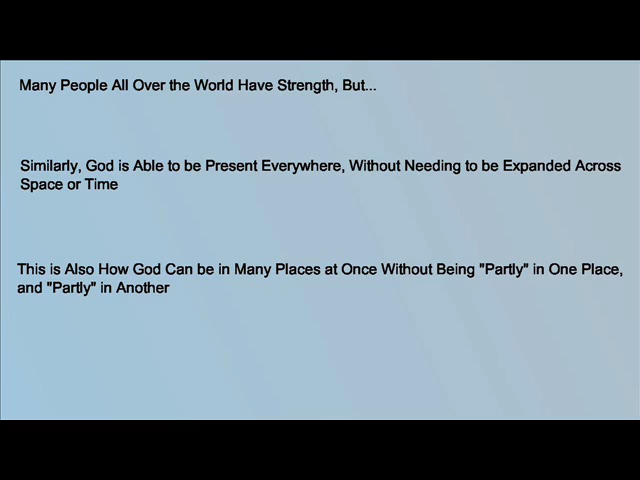 Many People All Over the World Have Strength, But...
Similarly, God is Able to be Present Everywhere, Without Needing to be Expanded Across
Space or Time
This is Also How God Can be in Many Places at Once Without Being "Partly" in One Place,
and "Partly" in Another